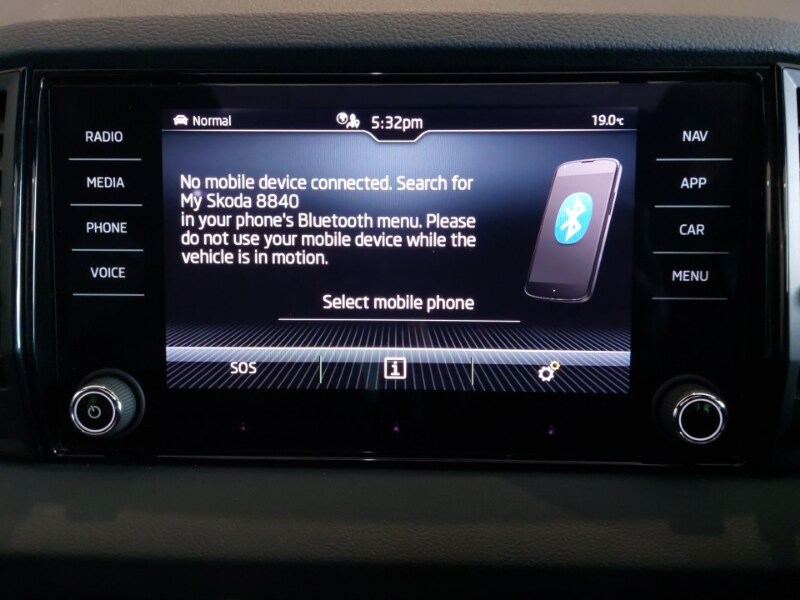 Normal
5:32pm
19.0°C
RADIO
MEDIA
PHONE
VOICE
No mobile device connected. Search for
My Skoda 8840
in your phone's Bluetooth menu. Please
do not use your mobile device while the
vehicle is in motion.
Select mobile phone
SOS
i
NAV
APP
CAR
MENU